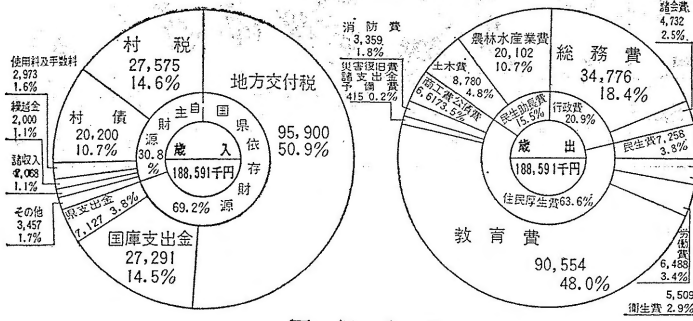 使用料及手数料
2,973
1.6%
繰越金
2,000
1.1%
諸収入
2,068
1.1%
その他
3,457
1.7%
村税
27,575
14.6%
村債
20,200
10.7%
県支出金
7,127 3.8%
国庫支出金
27,291
14.5%
地方交付税
95,900
50.9%
自主財源 30.8%
国県依存財源
69.2%
歳入
188,591千円
消防費
3,359
1.8%
災害復旧費
諸支出金
予備費
415 0.2%
土木費
8,780
4.8%
商工費公債費
6,617 3.5%
農林水産業費
20,102
10.7%
総務費
34,776
18.4%
議会費
4,732
2.5%
民生費 7,258
3.8%
労働費
6,488
3.4%
5,509
衛生費 2.9%
教育費
90,554
48.0%
行政費
20.9%
15.5%
住民厚生費 63.6%
歳出
188,591千円